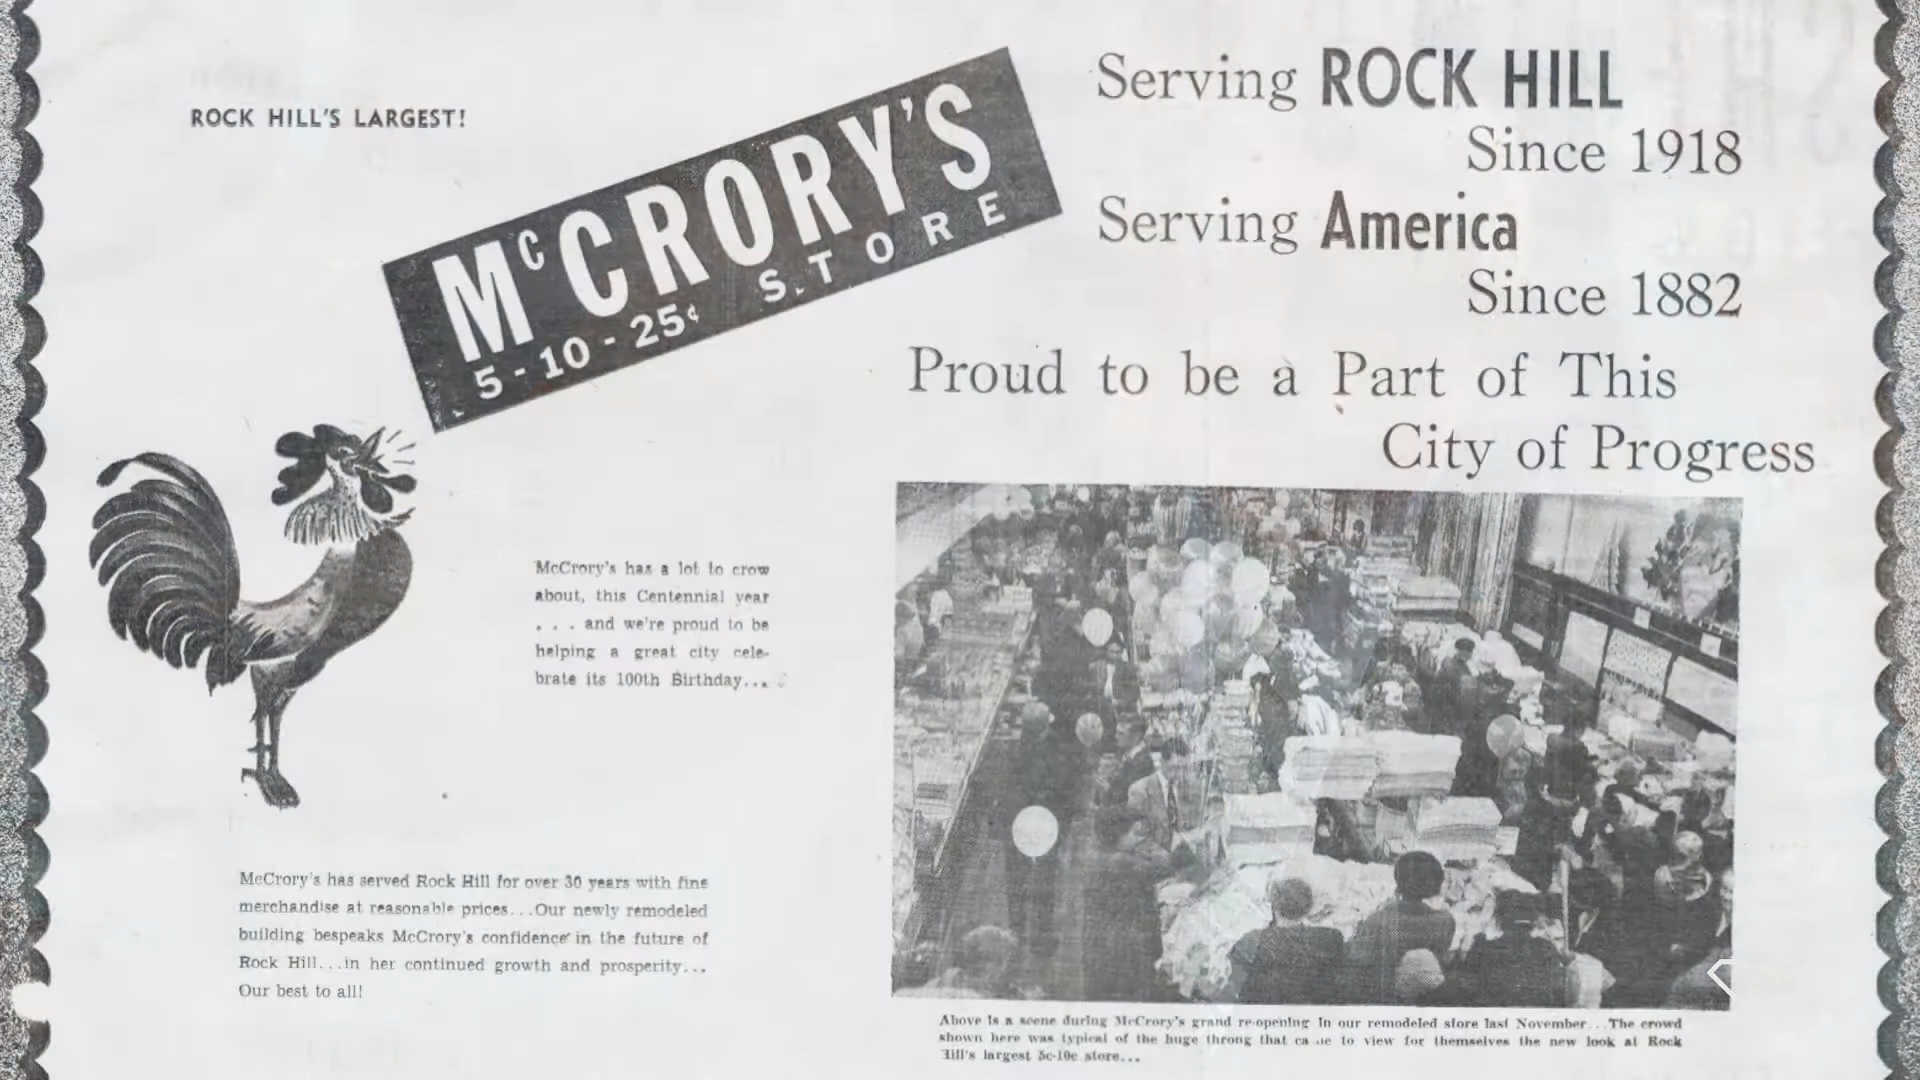 ROCK HILL'S LARGEST!
McCRORY'S
5-10-25¢ STORE
Serving ROCK HILL
Since 1918
Serving America
Since 1882
Proud to be a Part of This
City of Progress
McCrory's has a lot to crow
about, this Centennial year
. . . and we're proud to be
helping a great city cele-
brate its 100th Birthday...
McCrory's has served Rock Hill for over 30 years with fine
merchandise at reasonable prices...Our newly remodeled
building bespeaks McCrory's confidence in the future of
Rock Hill...in her continued growth and prosperity...
Our best to all!
Above is a scene during McCrory's grand re-opening in our remodeled store last November...The crowd
shown here was typical of the huge throng that to view for themselves the new look at Rock
Hill's largest 5c-10c store...